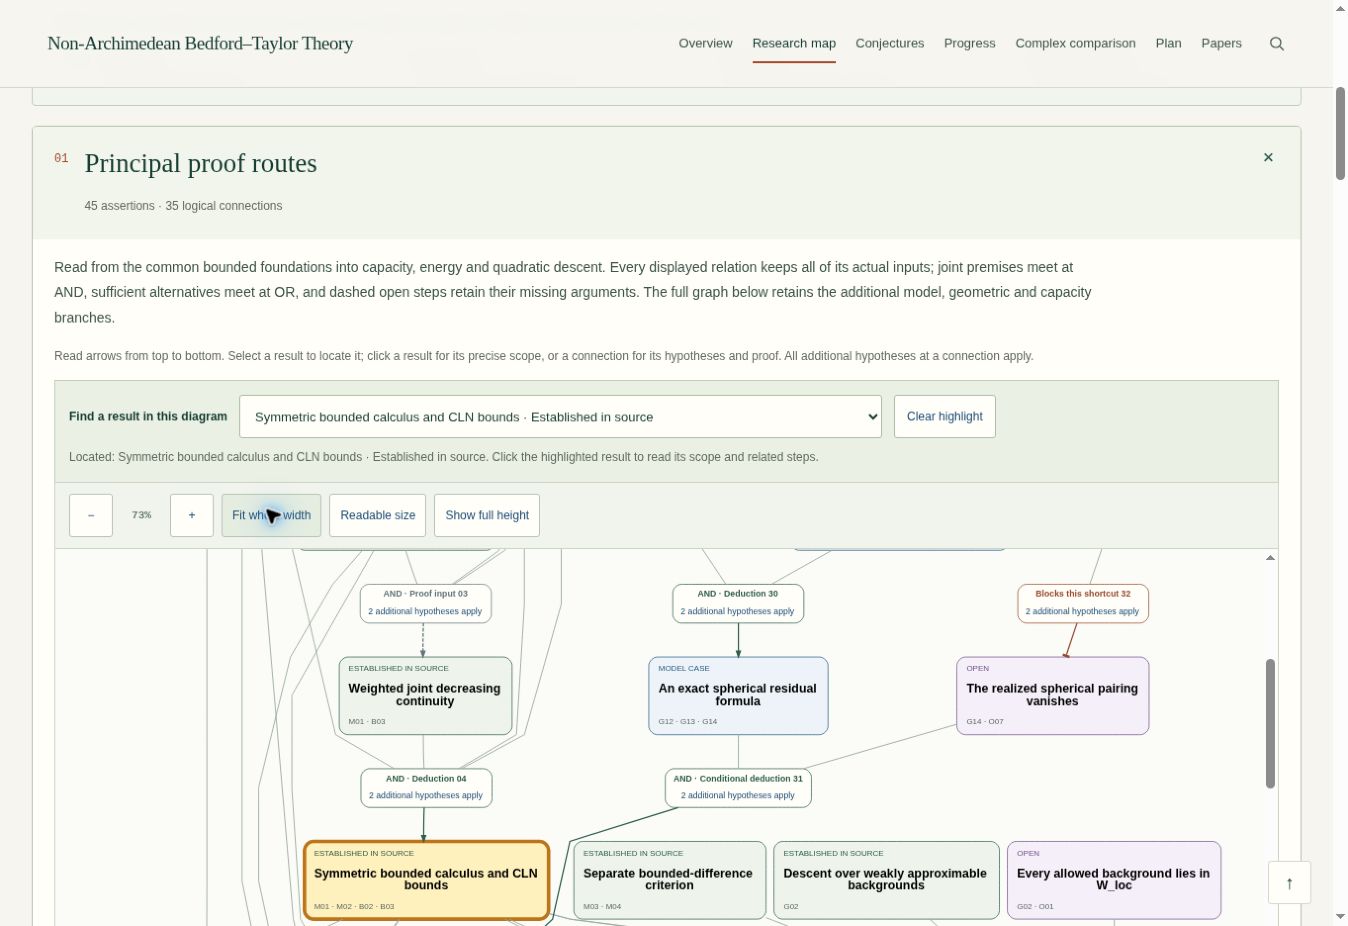 Non-Archimedean Bedford–Taylor Theory
Overview
Research map
Conjectures
Progress
Complex comparison
Plan
Papers
01
Principal proof routes
×
45 assertions · 35 logical connections
Read from the common bounded foundations into capacity, energy and quadratic descent. Every displayed relation keeps all of its actual inputs; joint premises meet at
AND, sufficient alternatives meet at OR, and dashed open steps retain their missing arguments. The full graph below retains the additional model, geometric and capacity
branches.
Read arrows from top to bottom. Select a result to locate it; click a result for its precise scope, or a connection for its hypotheses and proof. All additional hypotheses at a connection apply.
Find a result in this diagram
Symmetric bounded calculus and CLN bounds · Established in source
Clear highlight
Located: Symmetric bounded calculus and CLN bounds · Established in source. Click the highlighted result to read its scope and related steps.
−
73%
+
Fit width
Readable size
Show full height
AND · Proof input 03
2 additional hypotheses apply
AND · Deduction 30
2 additional hypotheses apply
Blocks this shortcut 32
2 additional hypotheses apply
ESTABLISHED IN SOURCE
Weighted joint decreasing
continuity
M01 · B03
MODEL CASE
An exact spherical residual
formula
G12 · G13 · G14
OPEN
The realized spherical pairing
vanishes
G14 · O07
AND · Deduction 04
2 additional hypotheses apply
AND · Conditional deduction 31
2 additional hypotheses apply
ESTABLISHED IN SOURCE
Symmetric bounded calculus and CLN
bounds
M01 · M02 · B02 · B03
ESTABLISHED IN SOURCE
Separate bounded-difference
criterion
M03 · M04
ESTABLISHED IN SOURCE
Descent over weakly approximable
backgrounds
G02
OPEN
Every allowed background lies in
W_loc
G02 · O01
↑